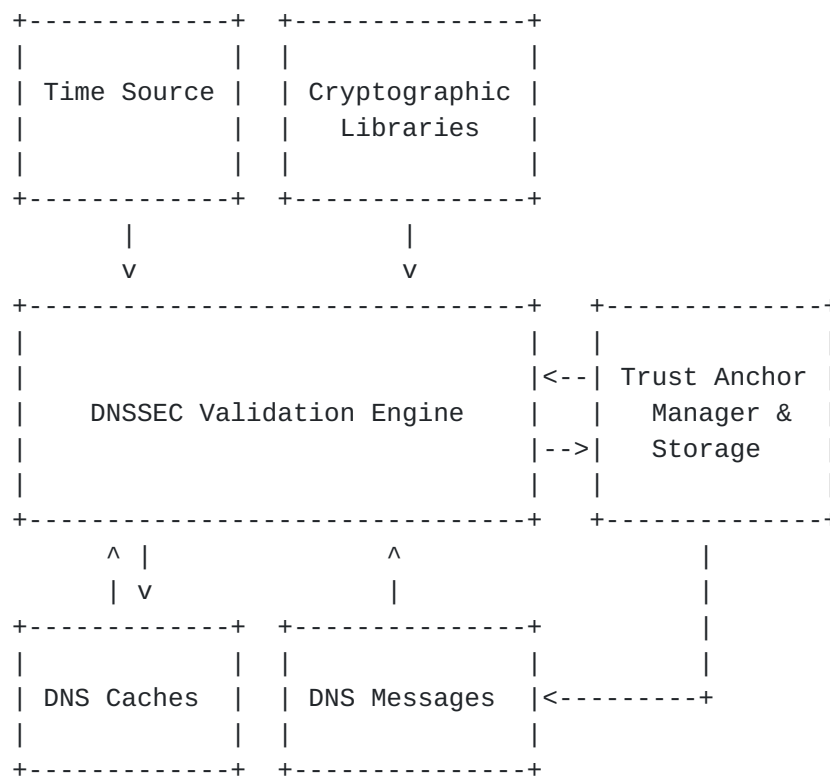 Time Source Cryptographic
Libraries
DNSSEC Validation Engine
Trust Anchor
Manager &
Storage
DNS Caches DNS Messages